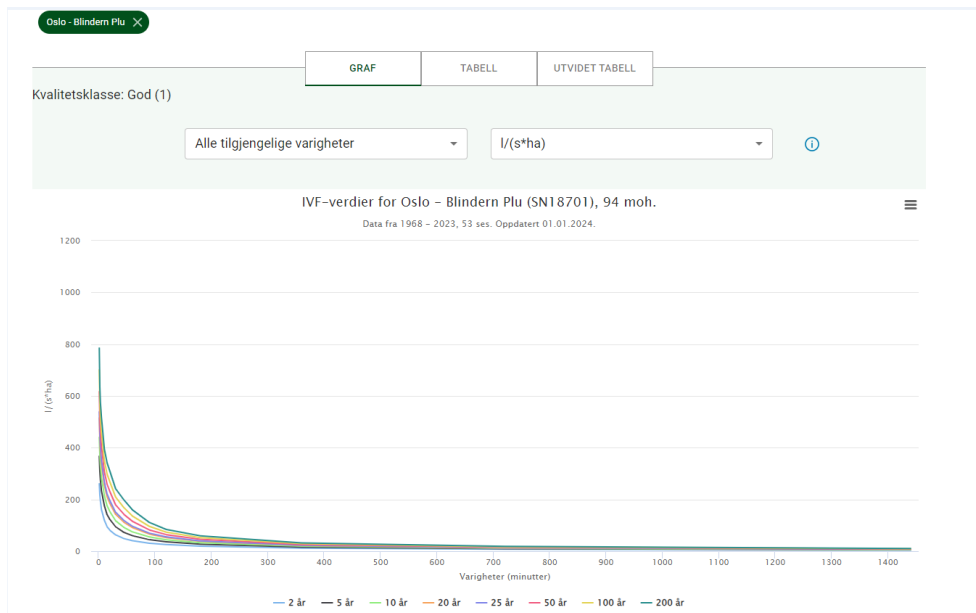 Oslo - Blindern Plu
GRAF
TABELL
UTVIDET TABELL
Kvalitetsklasse: God (1)
Alle tilgjengelige varigheter
l/(s*ha)
IVF-verdier for Oslo - Blindern Plu (SN18701), 94 moh.
Data fra 1968 - 2023, 53 ses. Oppdatert 01.01.2024.
1200
1000
800
600
400
200
0
l/(s*ha)
0 100 200 300 400 500 600 700 800 900 1000 1100 1200 1300 1400
Varigheter (minutter)
2 år 5 år 10 år 20 år 25 år 50 år 100 år 200 år